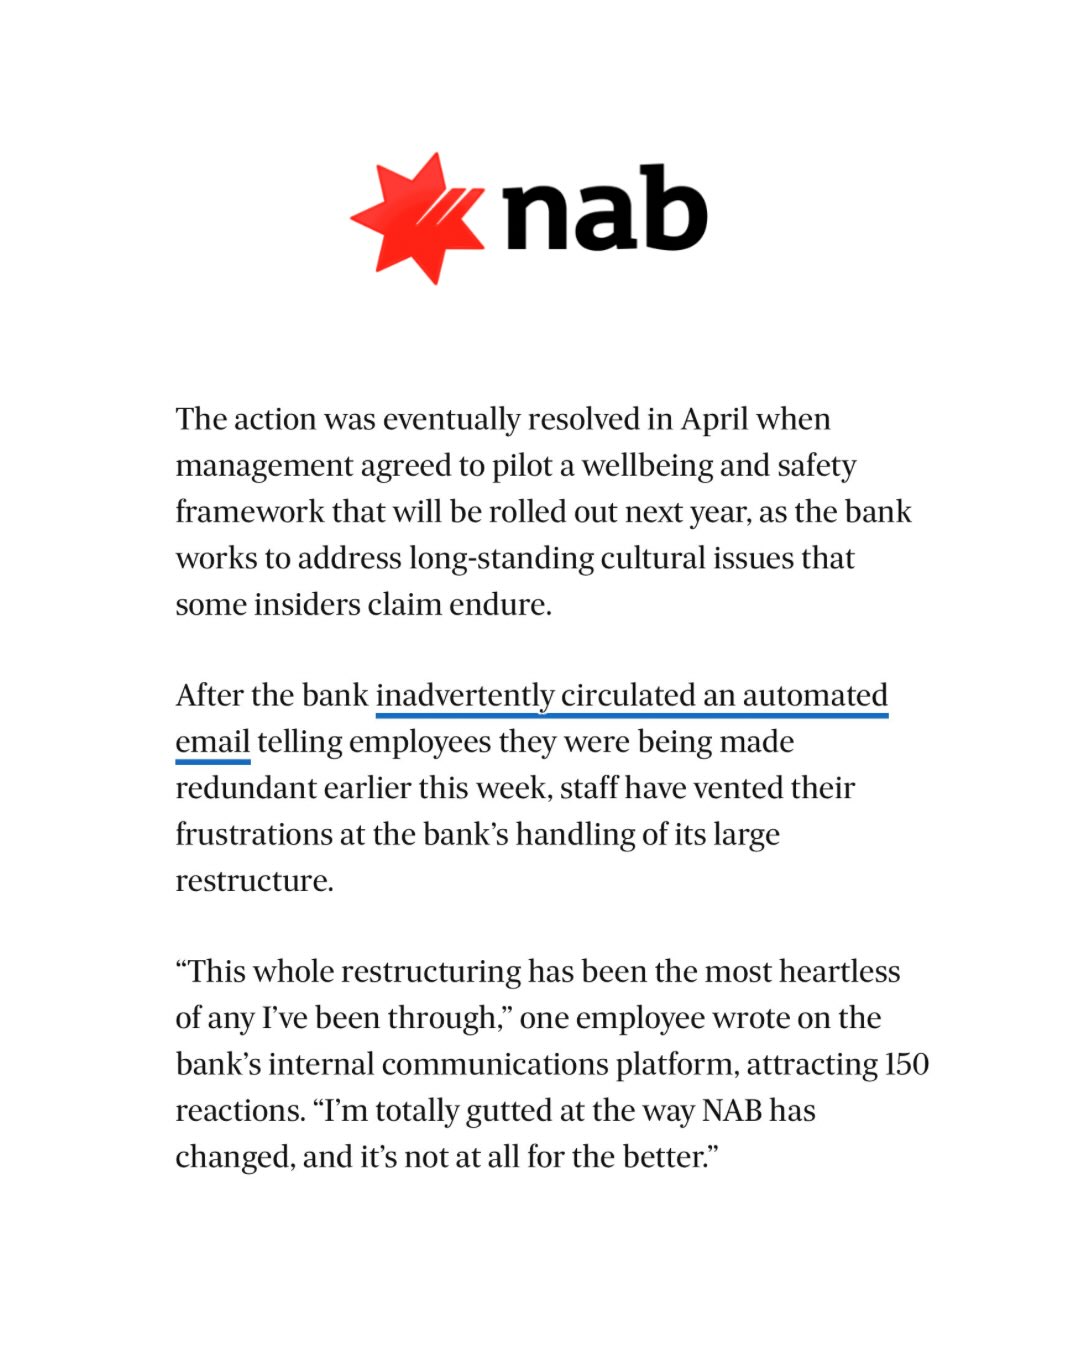 nab
The action was eventually resolved in April when
management agreed to pilot a wellbeing and safety
framework that will be rolled out next year, as the bank
works to address long-standing cultural issues that
some insiders claim endure.
After the bank inadvertently circulated an automated
email telling employees they were being made
redundant earlier this week, staff have vented their
frustrations at the bank’s handling of its large
restructure.
“This whole restructuring has been the most heartless
of any I’ve been through,” one employee wrote on the
bank’s internal communications platform, attracting 150
reactions. “I’m totally gutted at the way NAB has
changed, and it’s not at all for the better.”